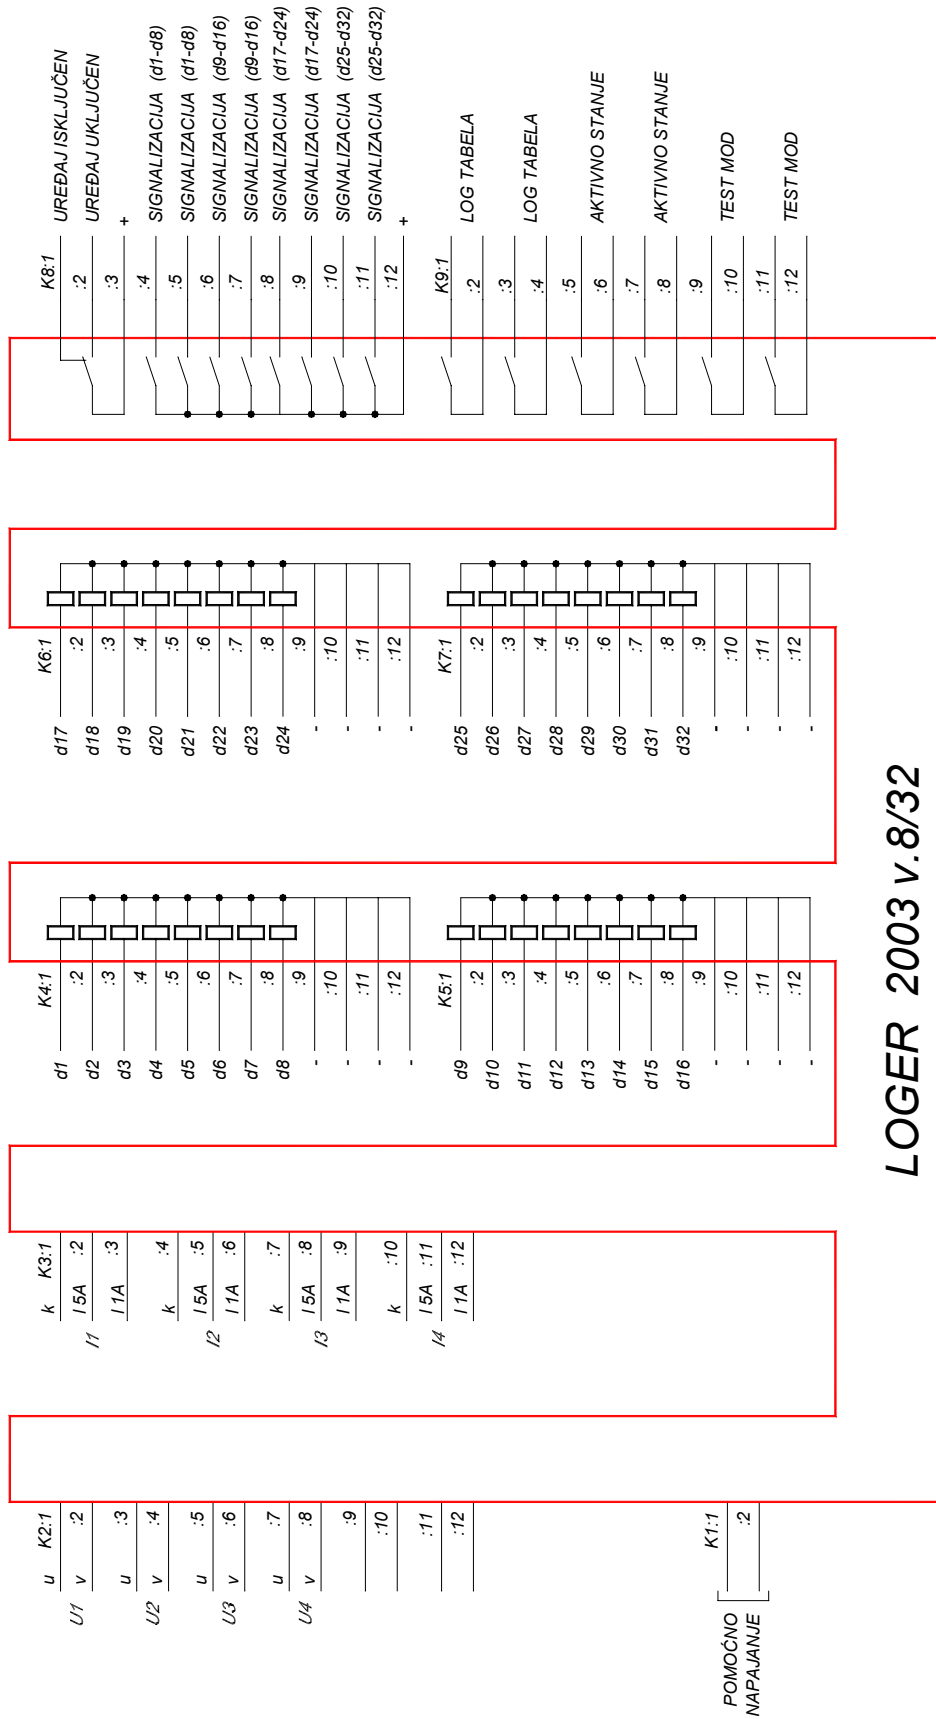 K8:1 UREĐAJ ISKLJUČEN
:2 UREĐAJ UKLJUČEN
:3 +
:4 SIGNALIZACIJA (d1-d8)
:5 SIGNALIZACIJA (d1-d8)
:6 SIGNALIZACIJA (d9-d16)
:7 SIGNALIZACIJA (d9-d16)
:8 SIGNALIZACIJA (d17-d24)
:9 SIGNALIZACIJA (d17-d24)
:10 SIGNALIZACIJA (d25-d32)
:11 SIGNALIZACIJA (d25-d32)
:12 +
K9:1
:2 LOG TABELA
:3
:4 LOG TABELA
:5
:6 AKTIVNO STANJE
:7
:8 AKTIVNO STANJE
:9
:10 TEST MOD
:11
:12 TEST MOD
d17 K6:1
d18 :2
d19 :3
d20 :4
d21 :5
d22 :6
d23 :7
d24 :8
- :9
- :10
- :11
- :12
d25 K7:1
d26 :2
d27 :3
d28 :4
d29 :5
d30 :6
d31 :7
d32 :8
- :9
- :10
- :11
- :12
d1 K4:1
d2 :2
d3 :3
d4 :4
d5 :5
d6 :6
d7 :7
d8 :8
- :9
- :10
- :11
- :12
d9 K5:1
d10 :2
d11 :3
d12 :4
d13 :5
d14 :6
d15 :7
d16 :8
- :9
- :10
- :11
- :12
k K3:1
l 5A :2
l 1A :3
I1
k :4
l 5A :5
l 1A :6
I2
k :7
l 5A :8
l 1A :9
I3
k :10
l 5A :11
l 1A :12
I4
u K2:1
v :2
U1
u :3
v :4
U2
u :5
v :6
U3
u :7
v :8
U4
:9
:10
:11
:12
K1:1
:2
POMOĆNO
NAPAJANJE
LOGER 2003 v.8/32